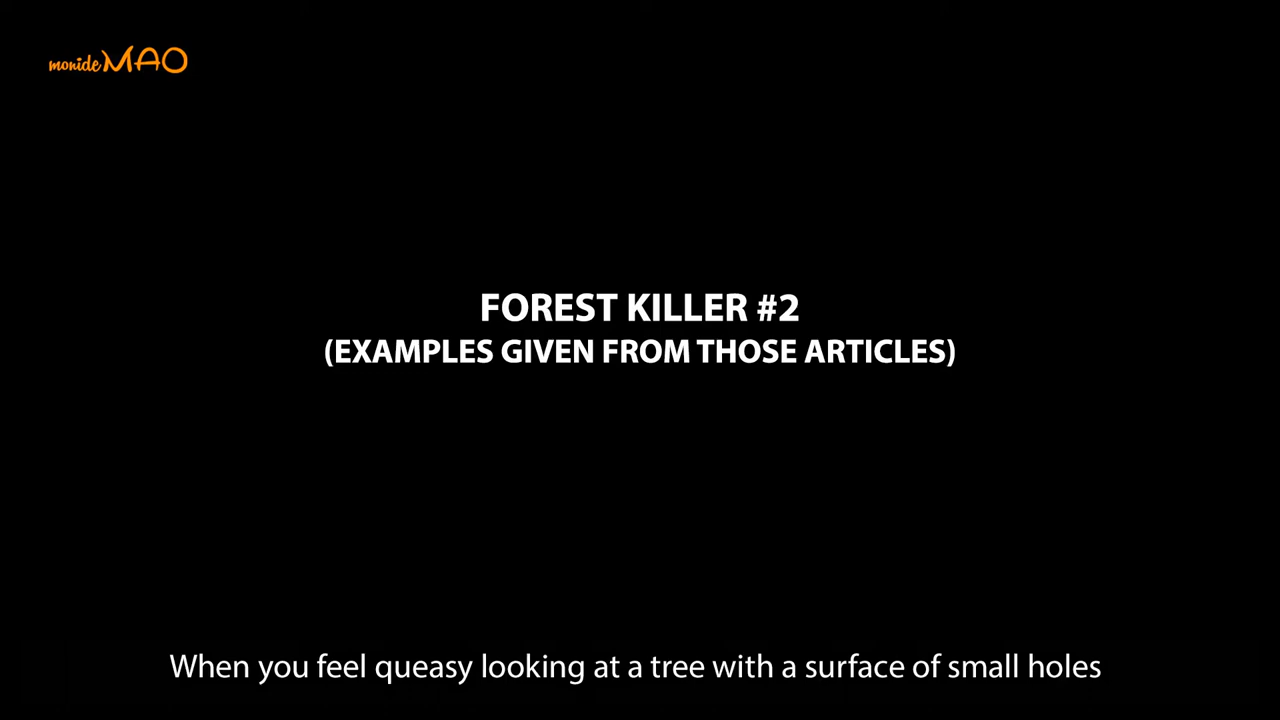 monideMAO
FOREST KILLER #2
(EXAMPLES GIVEN FROM THOSE ARTICLES)
When you feel queasy looking at a tree with a surface of small holes